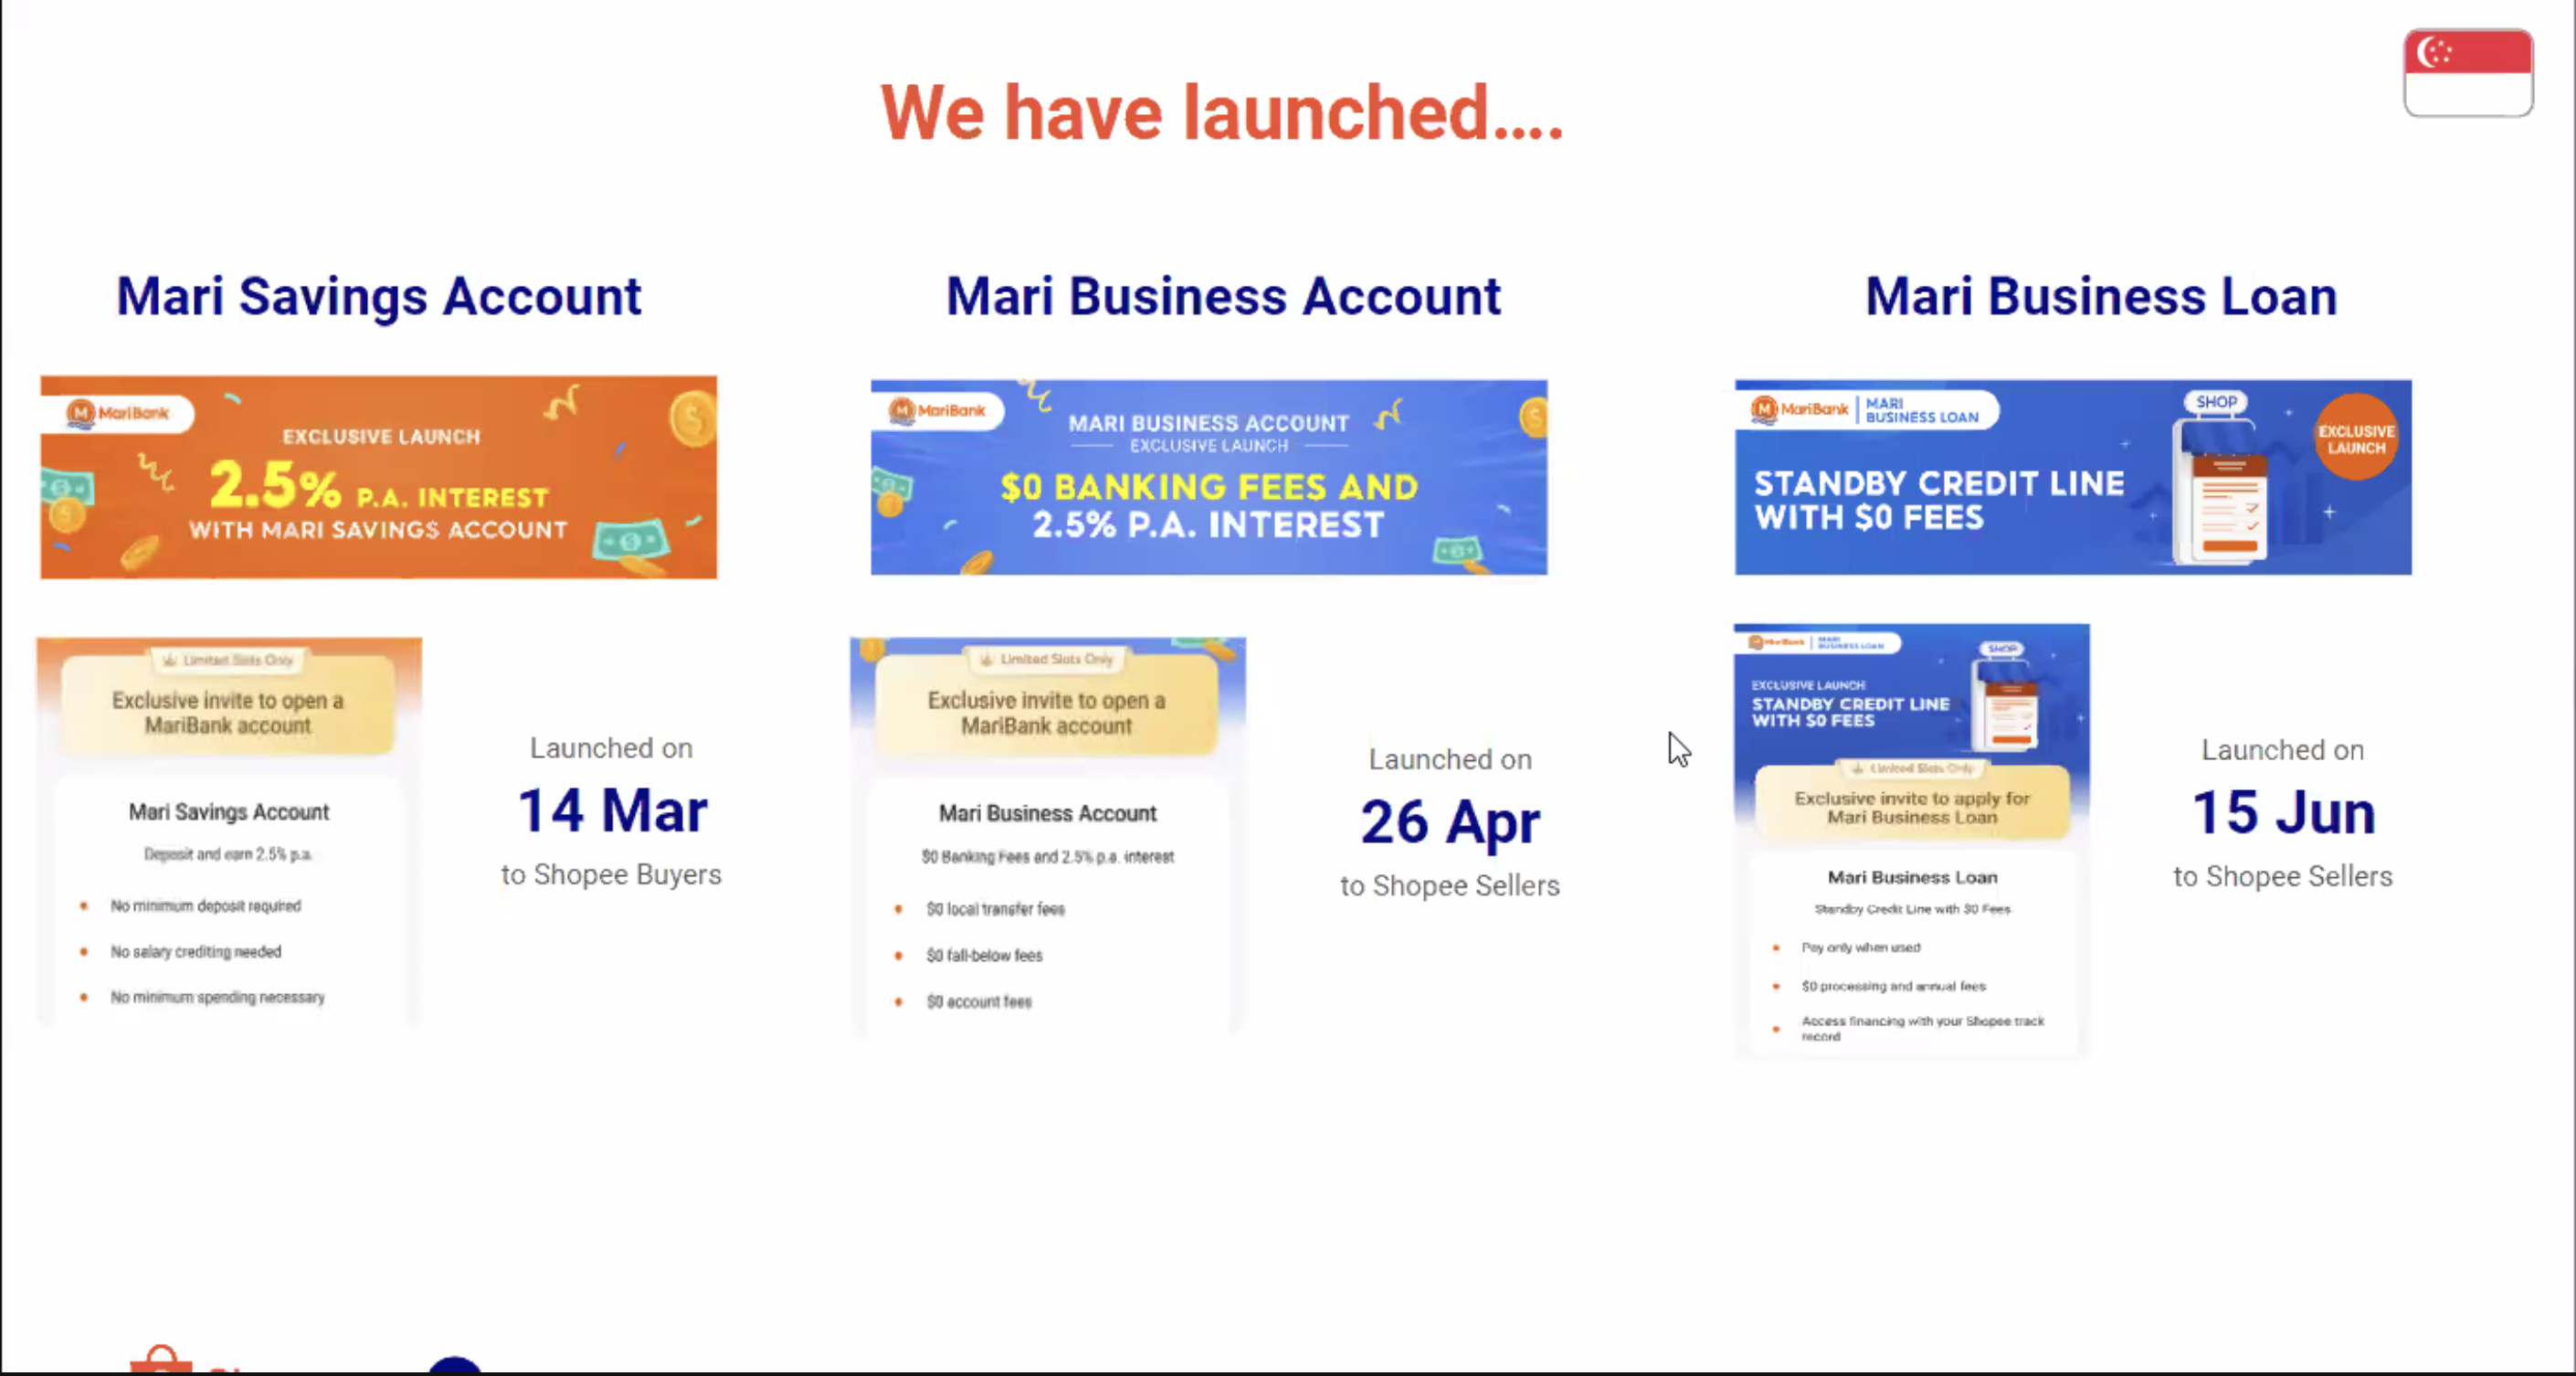 We have launched....
Mari Savings Account
MariBank
EXCLUSIVE LAUNCH
2.5% P.A. INTEREST
WITH MARI SAVINGS ACCOUNT
Limited Slots Only
Exclusive invite to open a
MariBank account
Mari Savings Account
Deposit and earn 2.5% p.a.
No minimum deposit required
No salary crediting needed
No minimum spending necessary
Launched on
14 Mar
to Shopee Buyers
Mari Business Account
MariBank
MARI BUSINESS ACCOUNT
EXCLUSIVE LAUNCH
$0 BANKING FEES AND
2.5% P.A. INTEREST
Limited Slots Only
Exclusive invite to open a
MariBank account
Mari Business Account
$0 Banking Fees and 2.5% p.a. interest
$0 local transfer fees
$0 fall-below fees
$0 account fees
Launched on
26 Apr
to Shopee Sellers
Mari Business Loan
MariBank
MARI
BUSINESS LOAN
SHOP
EXCLUSIVE
LAUNCH
STANDBY CREDIT LINE
WITH $0 FEES
MariBank
MARI
BUSINESS LOAN
SHOP
EXCLUSIVE LAUNCH
STANDBY CREDIT LINE
WITH $0 FEES
Limited Slots Only
Exclusive invite to apply for
Mari Business Loan
Mari Business Loan
Standby Credit Line with $0 Fees
Pay only when used
$0 processing and annual fees
Access financing with your Shopee track
record
Launched on
15 Jun
to Shopee Sellers